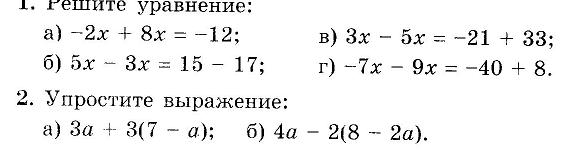 1. Решите уравнение:
а) –2x + 8x = –12; в) 3x – 5x = –21 + 33;
б) 5x – 3x = 15 – 17; г) –7x – 9x = –40 + 8.
2. Упростите выражение:
а) 3a + 3(7 – a); б) 4a – 2(8 – 2a).